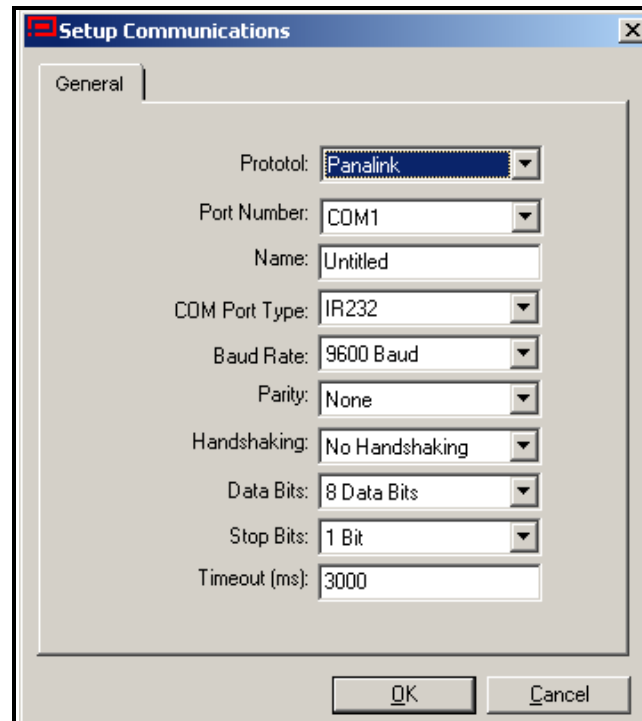 Setup Communications
General
Prototol: Panalink
Port Number: COM1
Name: Untitled
COM Port Type: IR232
Baud Rate: 9600 Baud
Parity: None
Handshaking: No Handshaking
Data Bits: 8 Data Bits
Stop Bits: 1 Bit
Timeout (ms): 3000
OK Cancel